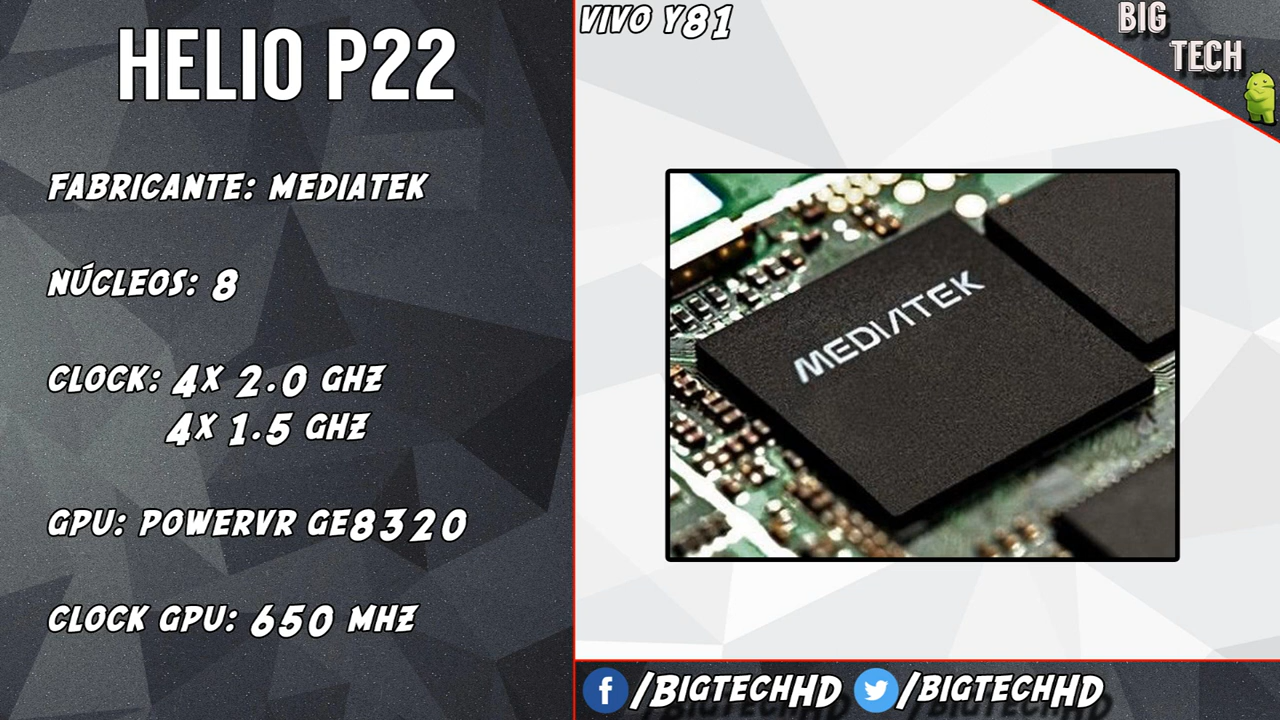 HELIO P22
FABRICANTE: MEDIATEK
NÚCLEOS: 8
CLOCK: 4X 2.0 GHZ
4X 1.5 GHZ
GPU: POWERVR GE8320
CLOCK GPU: 650 MHZ
VIVO Y81
BIG
TECH
MEDIATEK
f /BIGTECHHD /BIGTECHHD